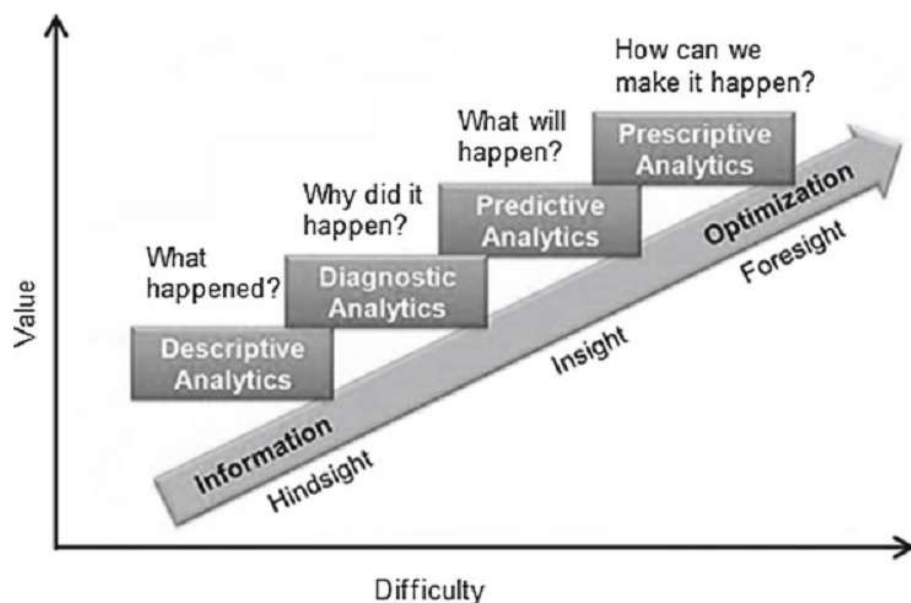 How can we
make it happen?
Prescriptive
Analytics
What will
happen?
Predictive
Analytics
Why did it
happen?
Diagnostic
Analytics
What
happened?
Descriptive
Analytics
Information
Optimization
Hindsight
Insight
Foresight
Value
Difficulty